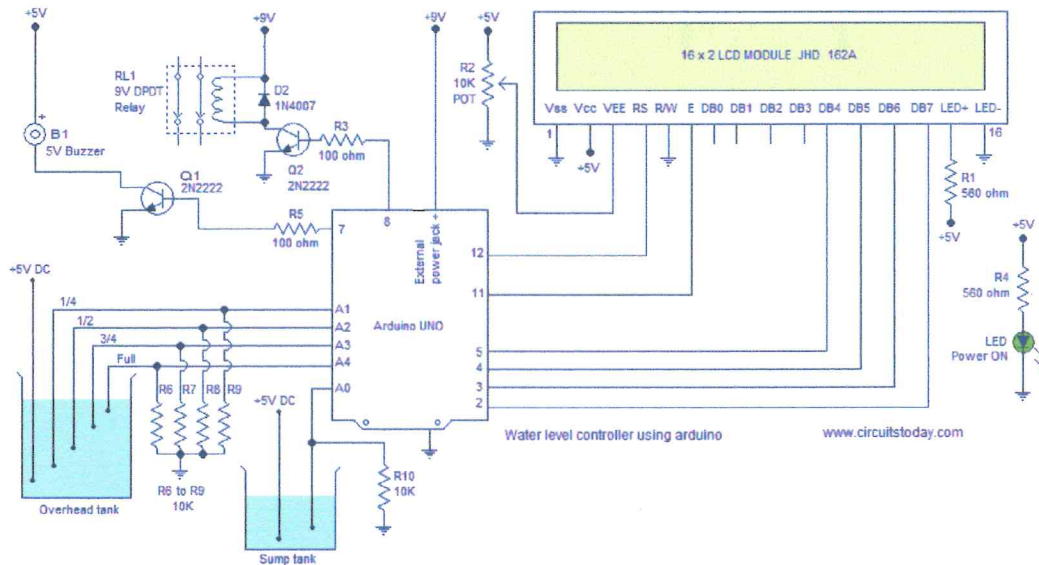 +5V
+9V
+9V
+5V
16 x 2 LCD MODULE JHD 162A
RL1
9V DPDT
Relay
D2
1N4007
R2
10K
POT
Vss
Vcc
VEE
RS
R/W
E
DB0
DB1
DB2
DB3
DB4
DB5
DB6
DB7
LED+
LED-
1
16
+5V
+
B1
5V Buzzer
R3
100 ohm
Q2
2N2222
Q1
2N2222
R1
560 ohm
+5V
R5
100 ohm
7
8
External
power jack +
12
11
+5V
R4
560 ohm
LED
Power ON
+5V DC
1/4
1/2
3/4
Full
A1
A2
A3
A4
A0
Arduino UNO
5
4
3
2
R6
R7
R8
R9
+5V DC
R10
10K
R6 to R9
10K
Overhead tank
Sump tank
Water level controller using arduino
www.circuitstoday.com